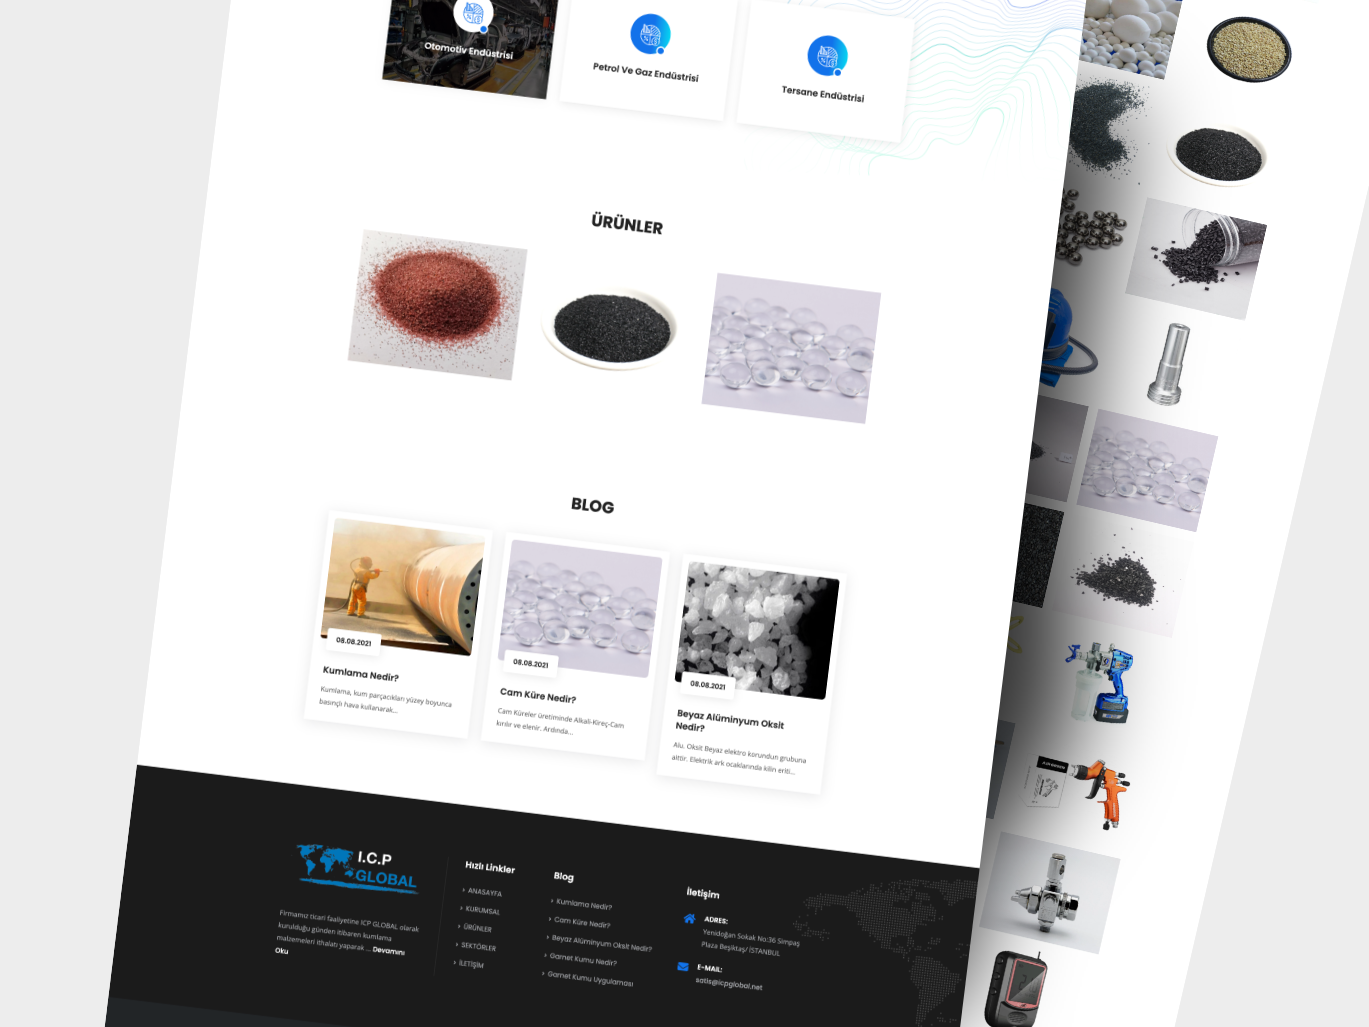 Otomotiv Endüstrisi
Petrol Ve Gaz Endüstrisi
Tersane Endüstrisi
ÜRÜNLER
BLOG
08.08.2021
Kumlama Nedir?
Kumlama, kum parçacıkları yüzey boyunca
basınçlı hava kullanarak...
08.08.2021
Cam Küre Nedir?
Cam Küreler üretiminde Alkali-Kireç-Cam
kırılır ve elenir. Ardında...
08.08.2021
Beyaz Alüminyum Oksit
Nedir?
Alu. Oksit Beyaz elektro korundun grubuna
aittir. Elektrik ark ocaklarında kilin eriti...
I.C.P
GLOBAL
Firmamız ticari faaliyetine ICP GLOBAL olarak
kurulduğu günden itibaren kumlama
malzemeleri ithalatı yaparak ... Devamını
Oku
Hızlı Linkler
ANASAYFA
KURUMSAL
ÜRÜNLER
SEKTÖRLER
İLETİŞİM
Blog
Kumlama Nedir?
Cam Küre Nedir?
Beyaz Alüminyum Oksit Nedir?
Garnet Kumu Nedir?
Garnet Kumu Uygulaması
İletişim
ADRES:
Yenidoğan Sokak No:36 Simpaş
Plaza Beşiktaş/ İSTANBUL
E-MAIL:
satis@icpglobal.net